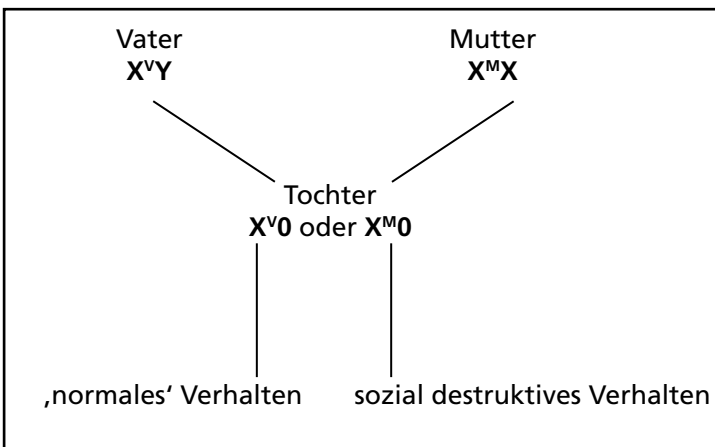 Vater Mutter
XⱽY XᴹX
Tochter
Xⱽ0 oder Xᴹ0
‚normales‘ Verhalten sozial destruktives Verhalten